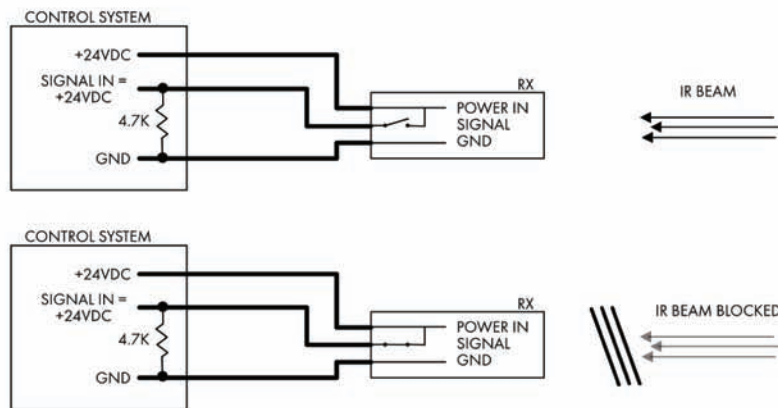 CONTROL SYSTEM
+24VDC
SIGNAL IN =
+24VDC
4.7K
GND
RX
POWER IN
SIGNAL
GND
IR BEAM
CONTROL SYSTEM
+24VDC
SIGNAL IN =
+24VDC
4.7K
GND
RX
POWER IN
SIGNAL
GND
IR BEAM BLOCKED